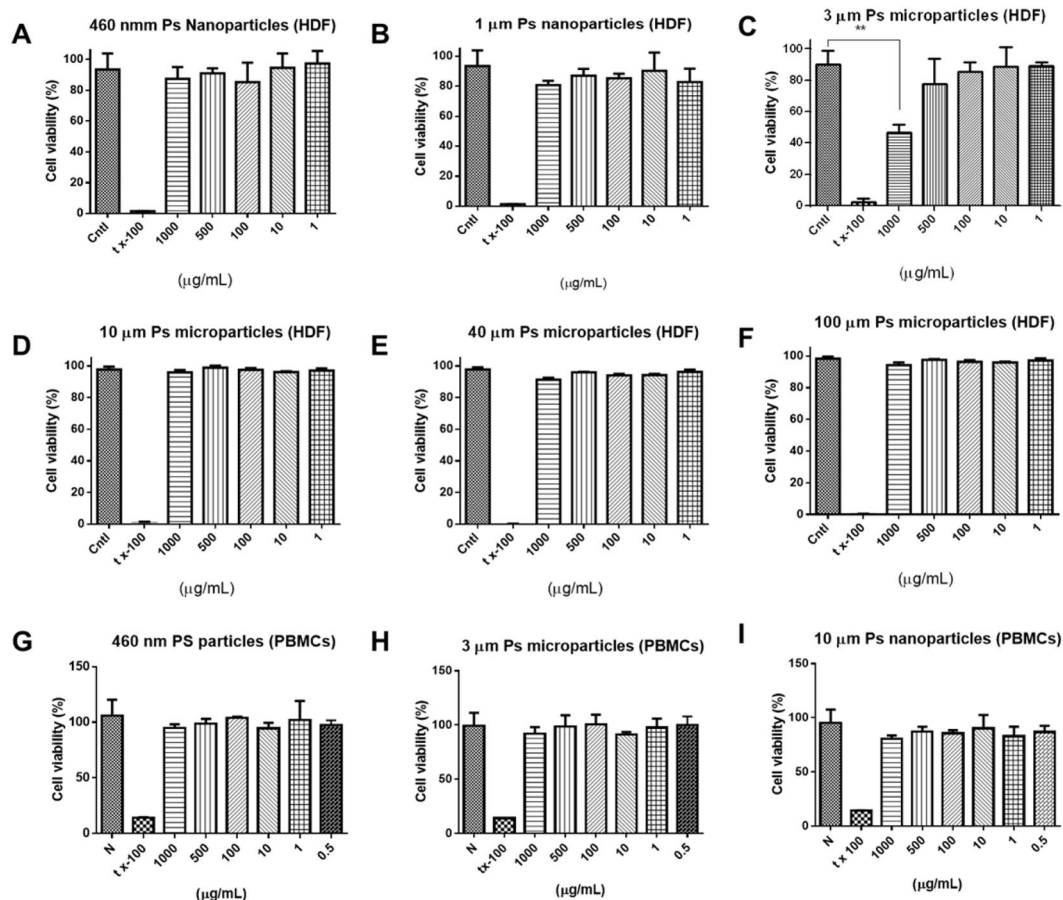 A
460 nmm Ps Nanoparticles (HDF)
Cell viability (%)
100
80
60
40
20
0
Cntl
t x-100
1000
500
100
10
1
(μg/mL)
B
1 μm Ps nanoparticles (HDF)
Cell viability (%)
100
80
60
40
20
0
Cntl
t x-100
1000
500
100
10
1
(μg/mL)
C
3 μm Ps microparticles (HDF)
**
Cell viability (%)
100
80
60
40
20
0
Cntl
t x-100
1000
500
100
10
1
(μg/mL)
D
10 μm Ps microparticles (HDF)
Cell viability (%)
100
80
60
40
20
0
Cntl
t x-100
1000
500
100
10
1
(μg/mL)
E
40 μm Ps microparticles (HDF)
Cell viability (%)
100
80
60
40
20
0
Cntl
t x-100
1000
500
100
10
1
(μg/mL)
F
100 μm Ps microparticles (HDF)
Cell viability (%)
100
80
60
40
20
0
Cntl
t x-100
1000
500
100
10
1
(μg/mL)
G
460 nm PS particles (PBMCs)
Cell viability (%)
150
100
50
0
N
t x-100
1000
500
100
10
1
0.5
(μg/mL)
H
3 μm Ps microparticles (PBMCs)
Cell viability (%)
150
100
50
0
N
tx-100
1000
500
100
10
1
0.5
(μg/mL)
I
10 μm Ps nanoparticles (PBMCs)
Cell viability (%)
150
100
50
0
N
t x 100
1000
500
100
10
1
0.5
(μg/mL)